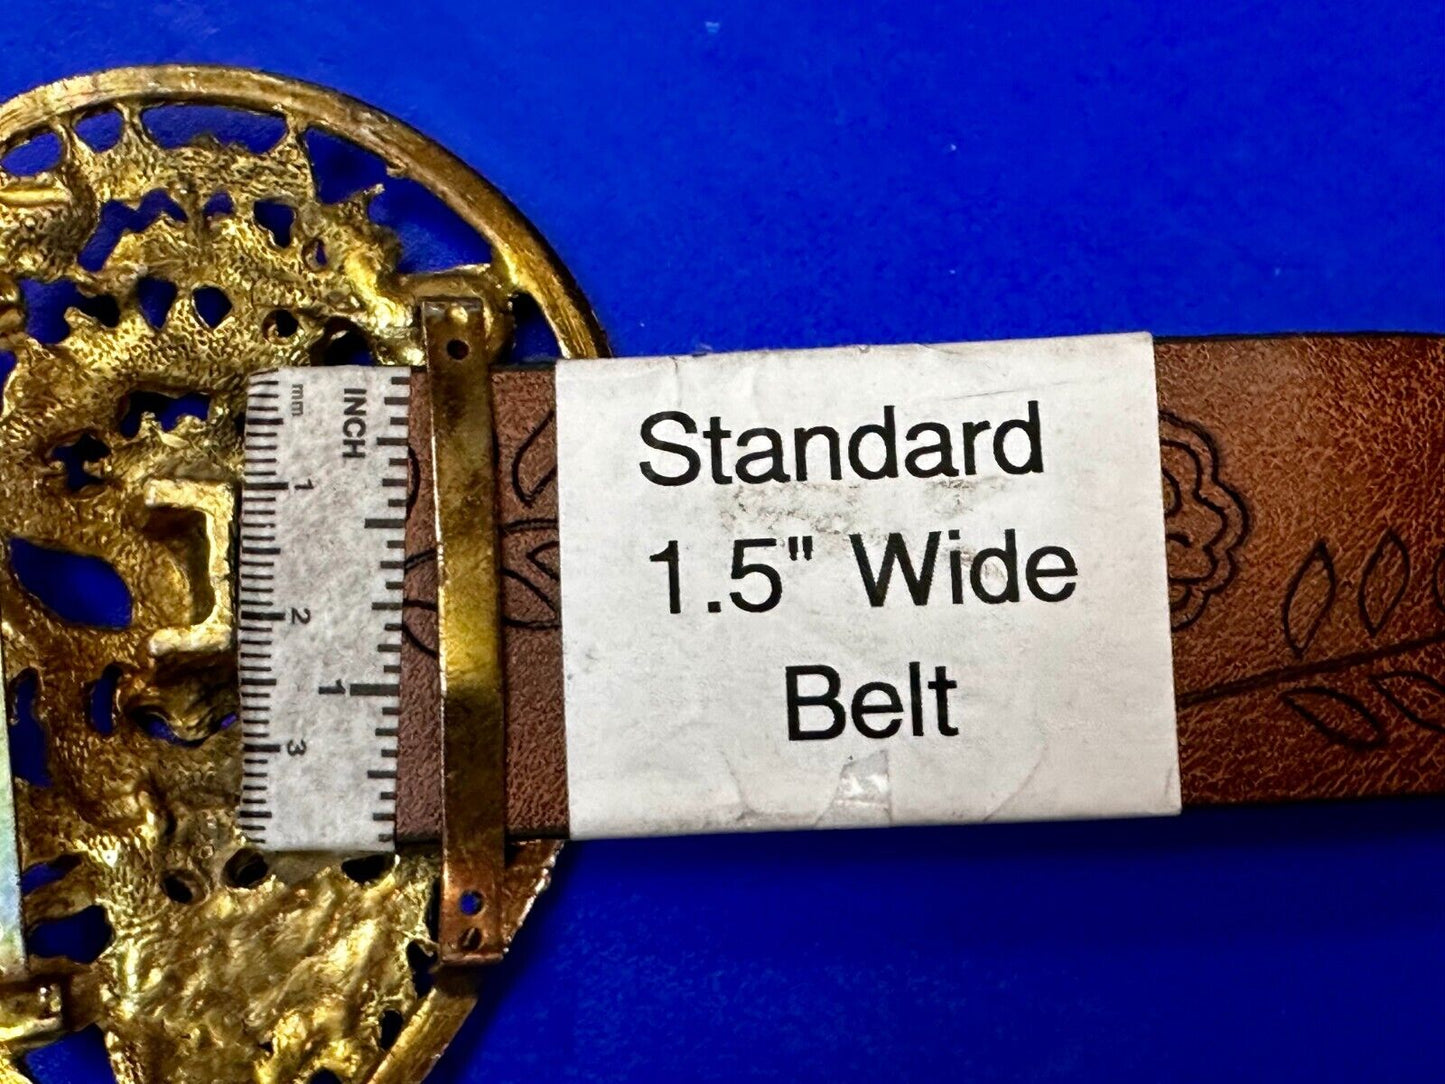 Standard
1.5" Wide
Belt
INCH
mm
1
2
3
1